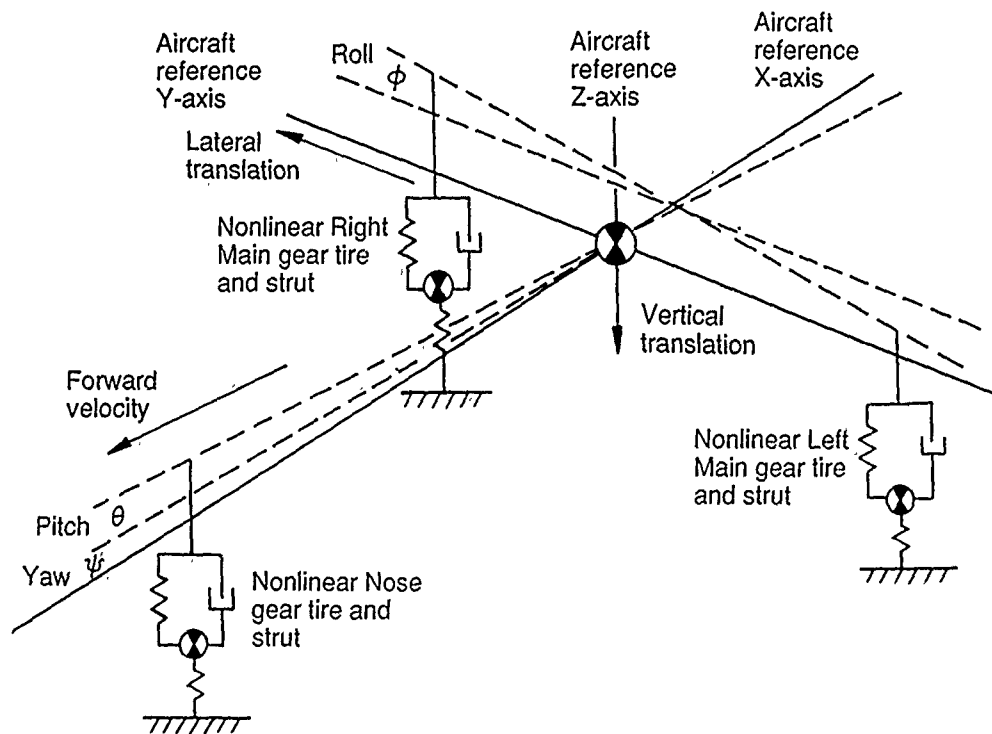 Aircraft
reference
Y-axis
Roll
ϕ
Aircraft
reference
Z-axis
Aircraft
reference
X-axis
Lateral
translation
Nonlinear Right
Main gear tire
and strut
Vertical
translation
Forward
velocity
Nonlinear Left
Main gear tire
and strut
Pitch θ
Yaw ψ
Nonlinear Nose
gear tire and
strut